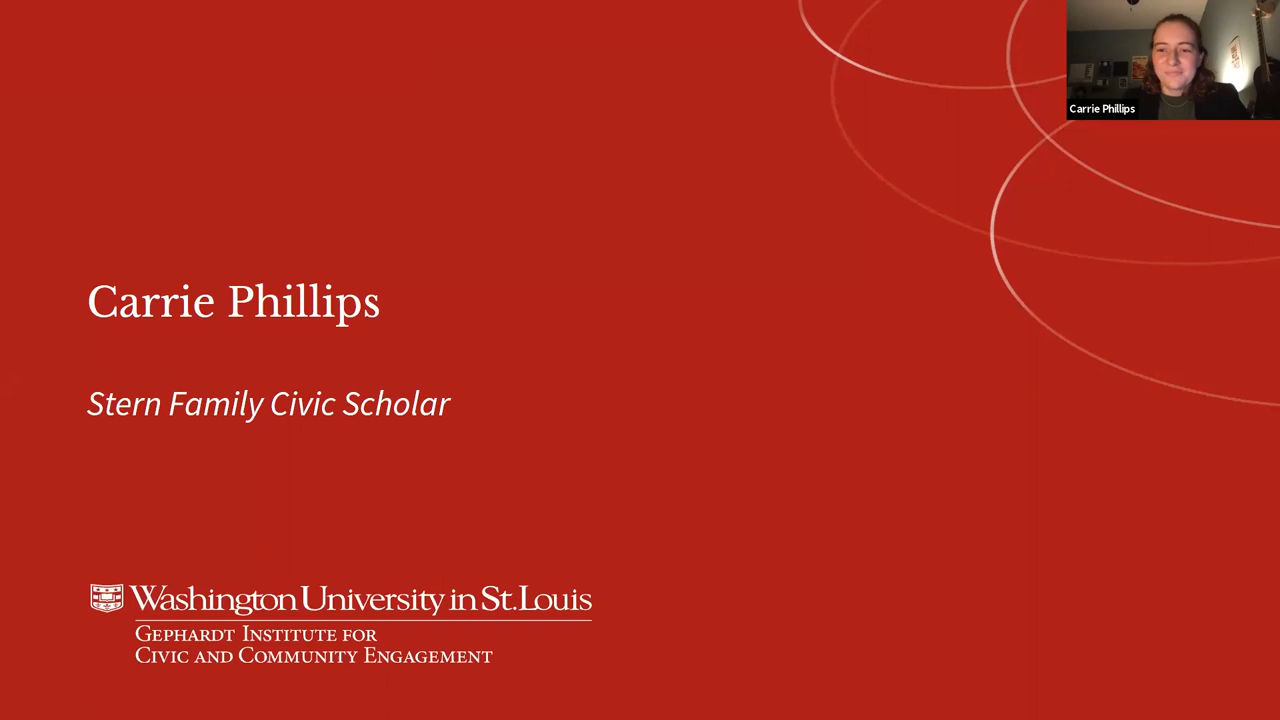 Carrie Phillips
Carrie Phillips
Stern Family Civic Scholar
Washington University in St. Louis
Gephardt Institute for
Civic and Community Engagement